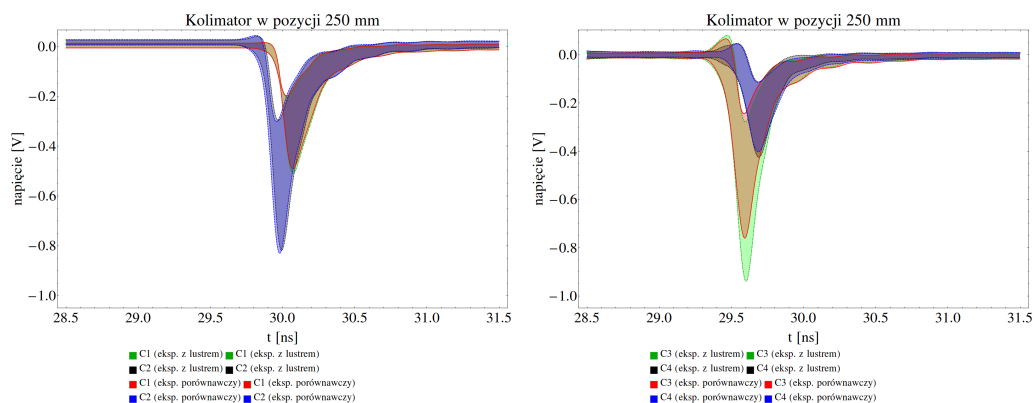 Kolimator w pozycji 250 mm
0.0
−0.2
−0.4
−0.6
−0.8
−1.0
napięcie [V]
28.5 29.0 29.5 30.0 30.5 31.0 31.5
t [ns]
C1 (eksp. z lustrem) C1 (eksp. z lustrem)
C2 (eksp. z lustrem) C2 (eksp. z lustrem)
C1 (eksp. porównawczy) C1 (eksp. porównawczy)
C2 (eksp. porównawczy) C2 (eksp. porównawczy)
Kolimator w pozycji 250 mm
0.0
−0.2
−0.4
−0.6
−0.8
−1.0
napięcie [V]
28.5 29.0 29.5 30.0 30.5 31.0 31.5
t [ns]
C3 (eksp. z lustrem) C3 (eksp. z lustrem)
C4 (eksp. z lustrem) C4 (eksp. z lustrem)
C3 (eksp. porównawczy) C3 (eksp. porównawczy)
C4 (eksp. porównawczy) C4 (eksp. porównawczy)